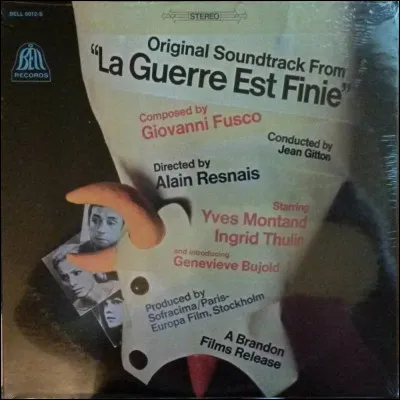 BELL 6013-S
STEREO
BELL
RECORDS
Original Soundtrack From
"La Guerre Est Finie"
Composed by
Giovanni Fusco
Conducted by
Jean Gitton
Directed by
Alain Resnais
Starring
Yves Montand
Ingrid Thulin
and introducing
Genevieve Bujold
Produced by
Sofracima/Paris-
Europa Film, Stockholm
A Brandon
Films Release